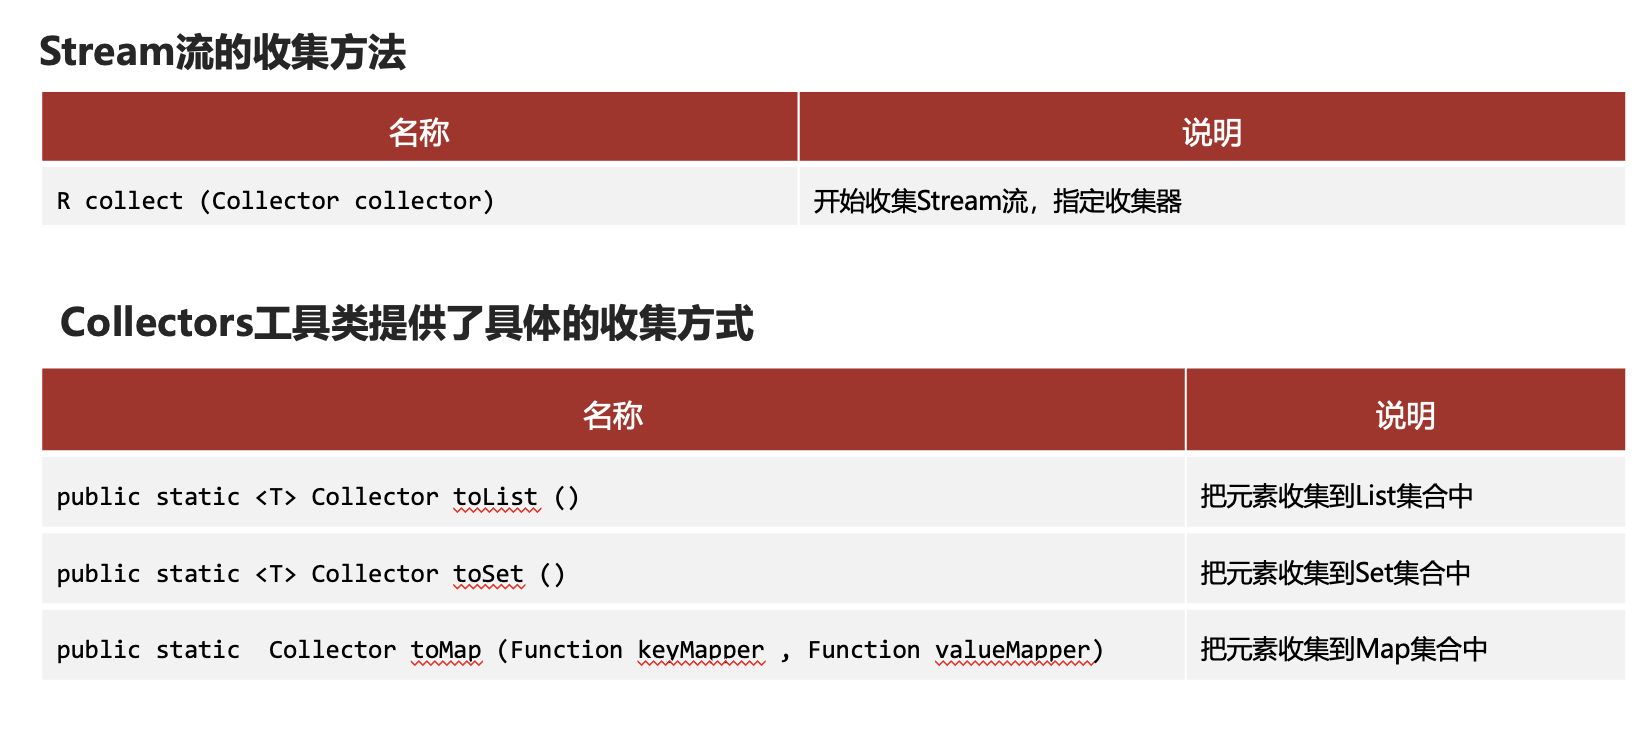 Stream流的收集方法
名称 说明
R collect (Collector collector) 开始收集Stream流，指定收集器
Collectors工具类提供了具体的收集方式
名称 说明
public static <T> Collector toList () 把元素收集到List集合中
public static <T> Collector toSet () 把元素收集到Set集合中
public static  Collector toMap (Function keyMapper , Function valueMapper) 把元素收集到Map集合中